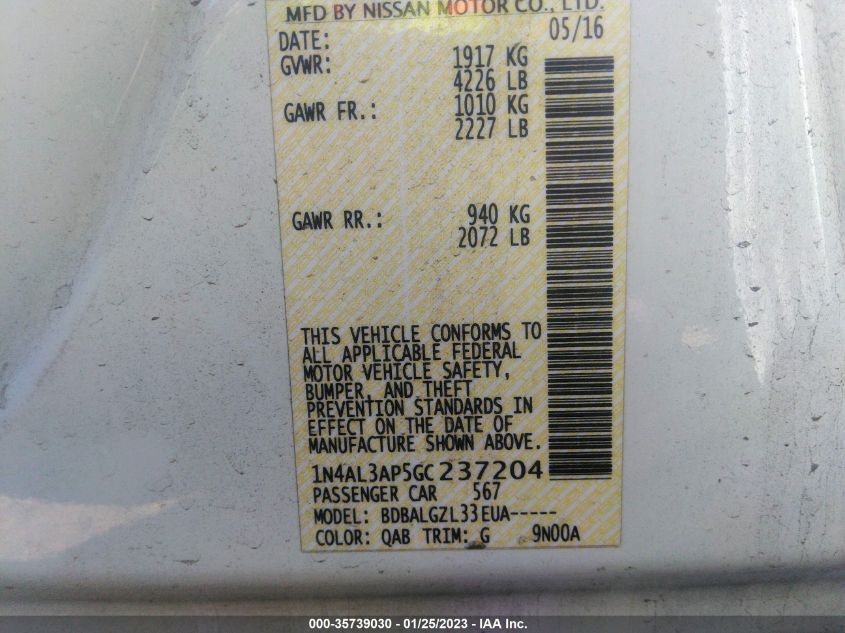 MFD BY NISSAN MOTOR CO., LTD.
DATE: 05/16
GVWR: 1917 KG
4226 LB
GAWR FR.: 1010 KG
2227 LB
GAWR RR.: 940 KG
2072 LB
THIS VEHICLE CONFORMS TO
ALL APPLICABLE FEDERAL
MOTOR VEHICLE SAFETY,
BUMPER, AND THEFT
PREVENTION STANDARDS IN
EFFECT ON THE DATE OF
MANUFACTURE SHOWN ABOVE.
1N4AL3AP5GC237204
PASSENGER CAR 567
MODEL: BDBALGZL33EUA-----
COLOR: QAB TRIM: G 9N00A
000-35739030 - 01/25/2023 - IAA Inc.